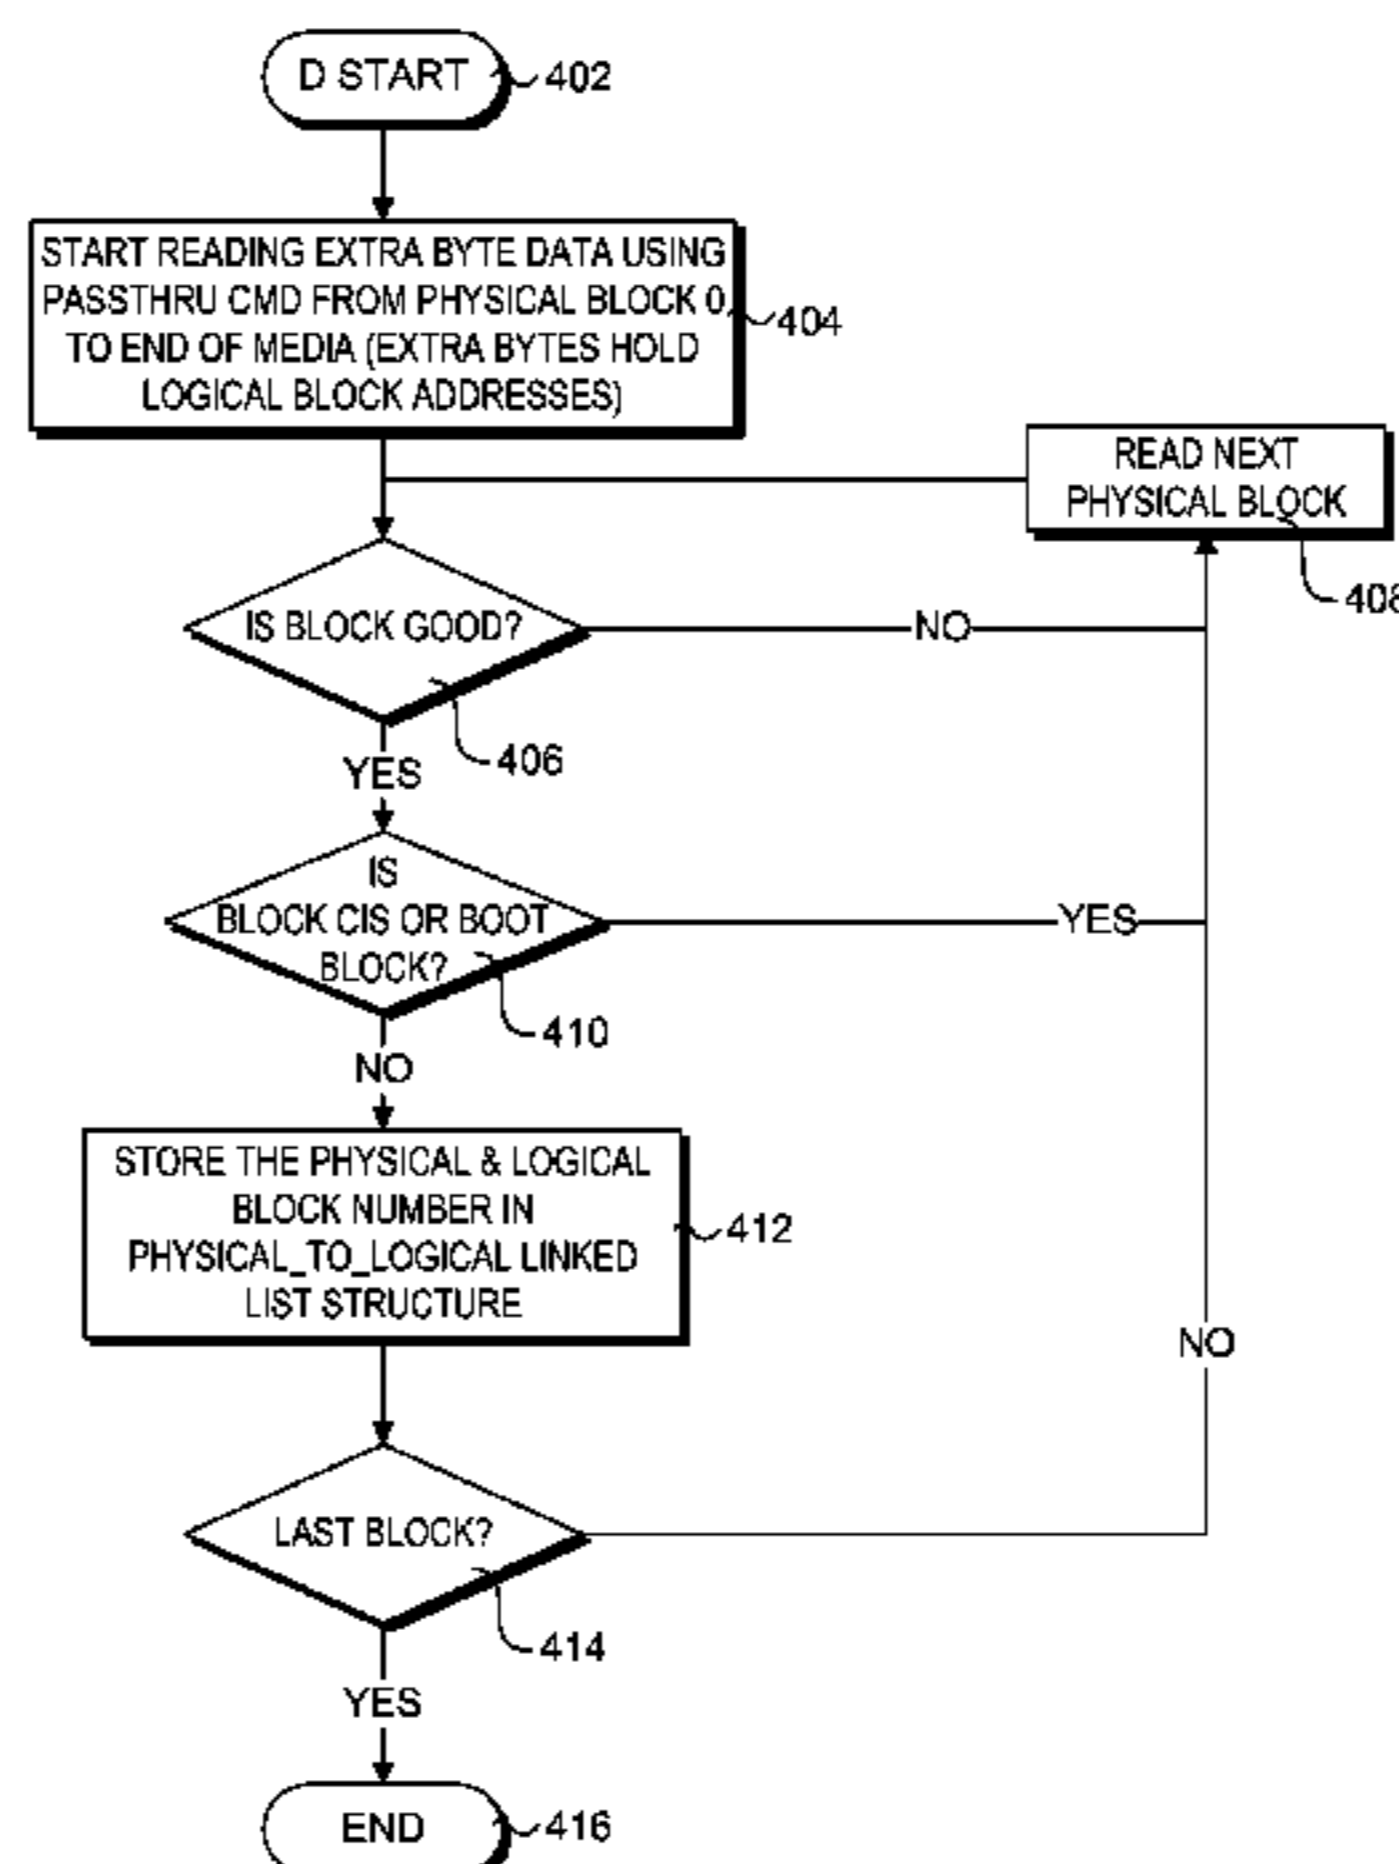 D START
402
START READING EXTRA BYTE DATA USING
PASSTHRU CMD FROM PHYSICAL BLOCK 0,
TO END OF MEDIA (EXTRA BYTES HOLD
LOGICAL BLOCK ADDRESSES)
404
READ NEXT
PHYSICAL BLOCK
408
IS BLOCK GOOD?
NO
406
YES
IS
BLOCK CIS OR BOOT
BLOCK?
YES
410
NO
STORE THE PHYSICAL & LOGICAL
BLOCK NUMBER IN
PHYSICAL_TO_LOGICAL LINKED
LIST STRUCTURE
412
NO
LAST BLOCK?
414
YES
END
416